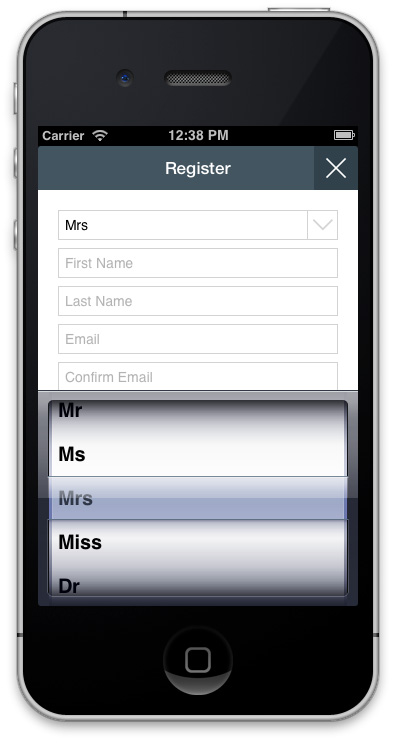 Carrier 12:38 PM
Register
Mrs
First Name
Last Name
Email
Confirm Email
Mr
Ms
Mrs
Miss
Dr